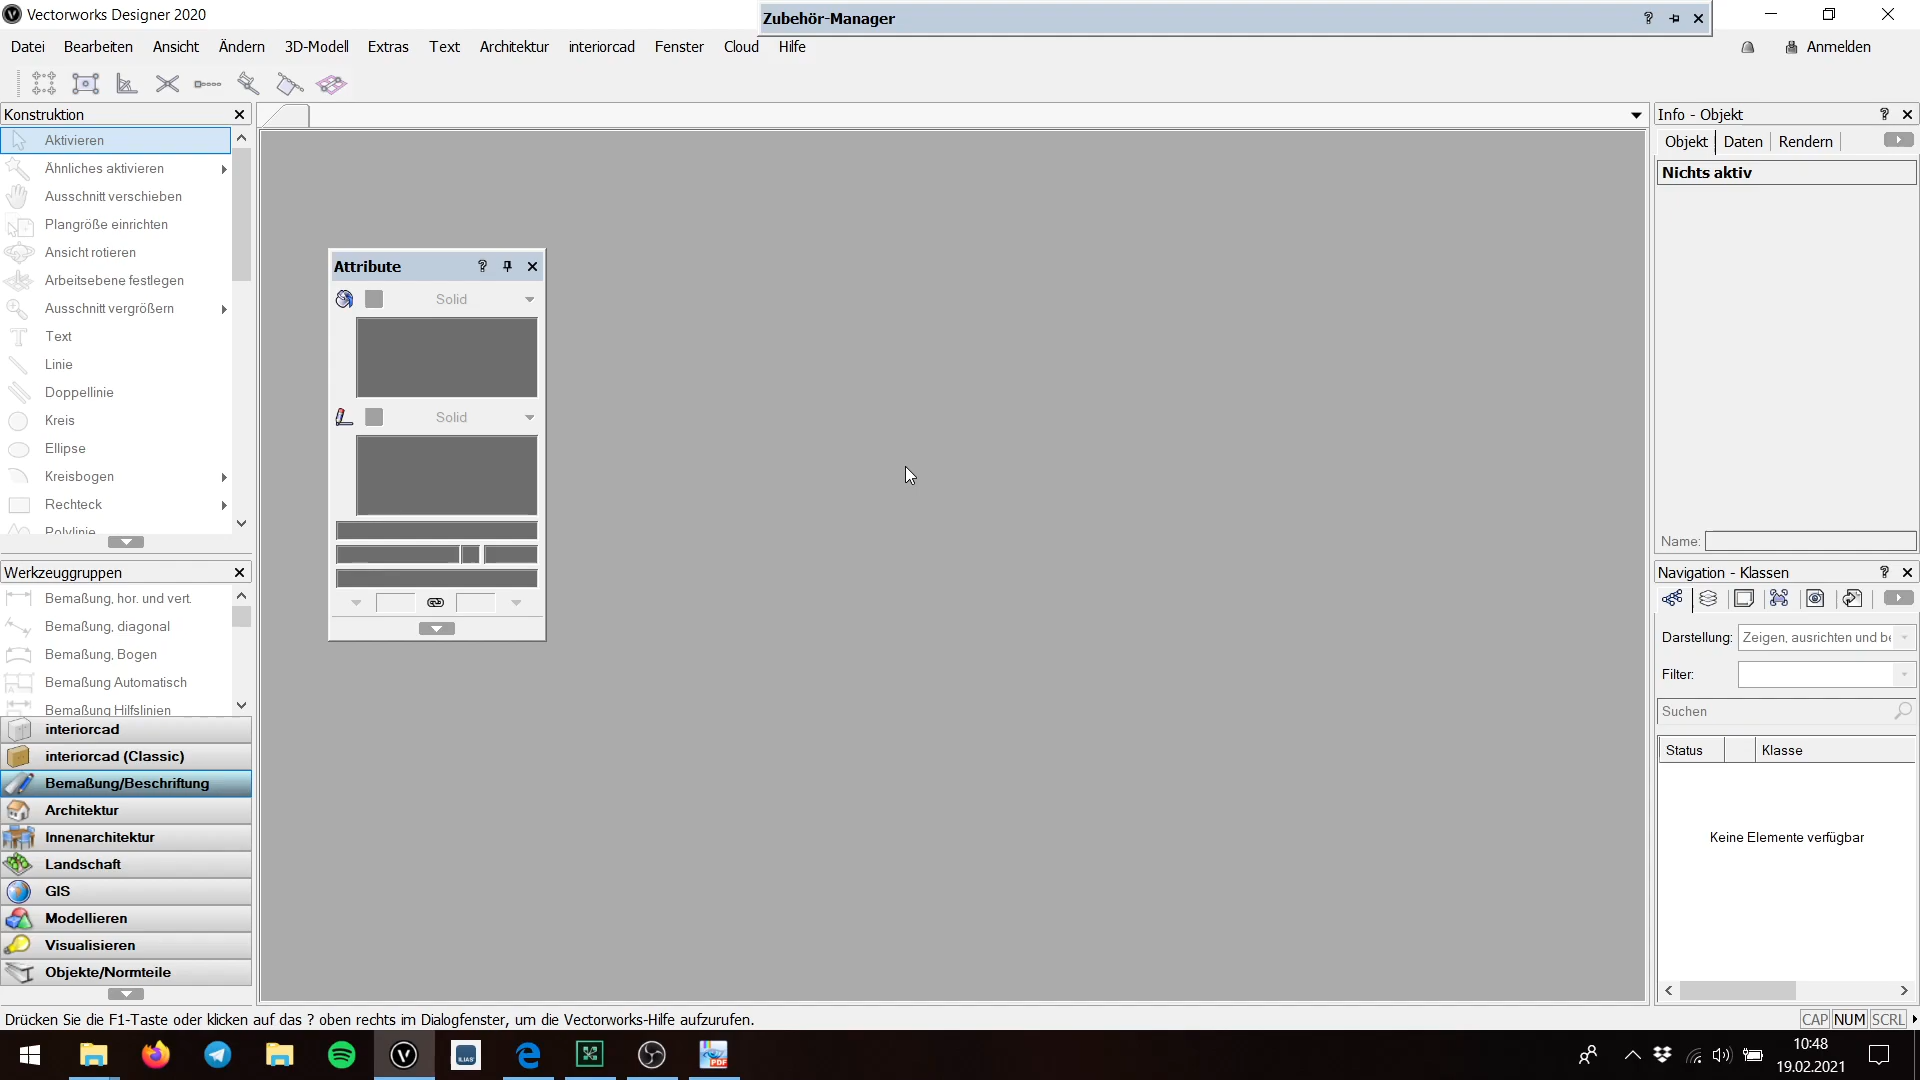 Vectorworks Designer 2020
Zubehör-Manager
Datei Bearbeiten Ansicht Ändern 3D-Modell Extras Text Architektur interiorcad Fenster Cloud Hilfe
Anmelden
Konstruktion
Aktivieren
Ähnliches aktivieren
Ausschnitt verschieben
Plangröße einrichten
Ansicht rotieren
Arbeitsebene festlegen
Ausschnitt vergrößern
Text
Linie
Doppellinie
Kreis
Ellipse
Kreisbogen
Rechteck
Polylinie
Werkzeuggruppen
Bemaßung, hor. und vert.
Bemaßung, diagonal
Bemaßung, Bogen
Bemaßung Automatisch
Bemaßung Hilfslinien
interiorcad
interiorcad (Classic)
Bemaßung/Beschriftung
Architektur
Innenarchitektur
Landschaft
GIS
Modellieren
Visualisieren
Objekte/Normteile
Attribute
Solid
Solid
Info - Objekt
Objekt Daten Rendern
Nichts aktiv
Name:
Navigation - Klassen
Darstellung: Zeigen, ausrichten und be
Filter:
Suchen
Status Klasse
Keine Elemente verfügbar
Drücken Sie die F1-Taste oder klicken auf das ? oben rechts im Dialogfenster, um die Vectorworks-Hilfe aufzurufen.
CAP NUM SCRL
ILIAS
PDF
10:48
19.02.2021